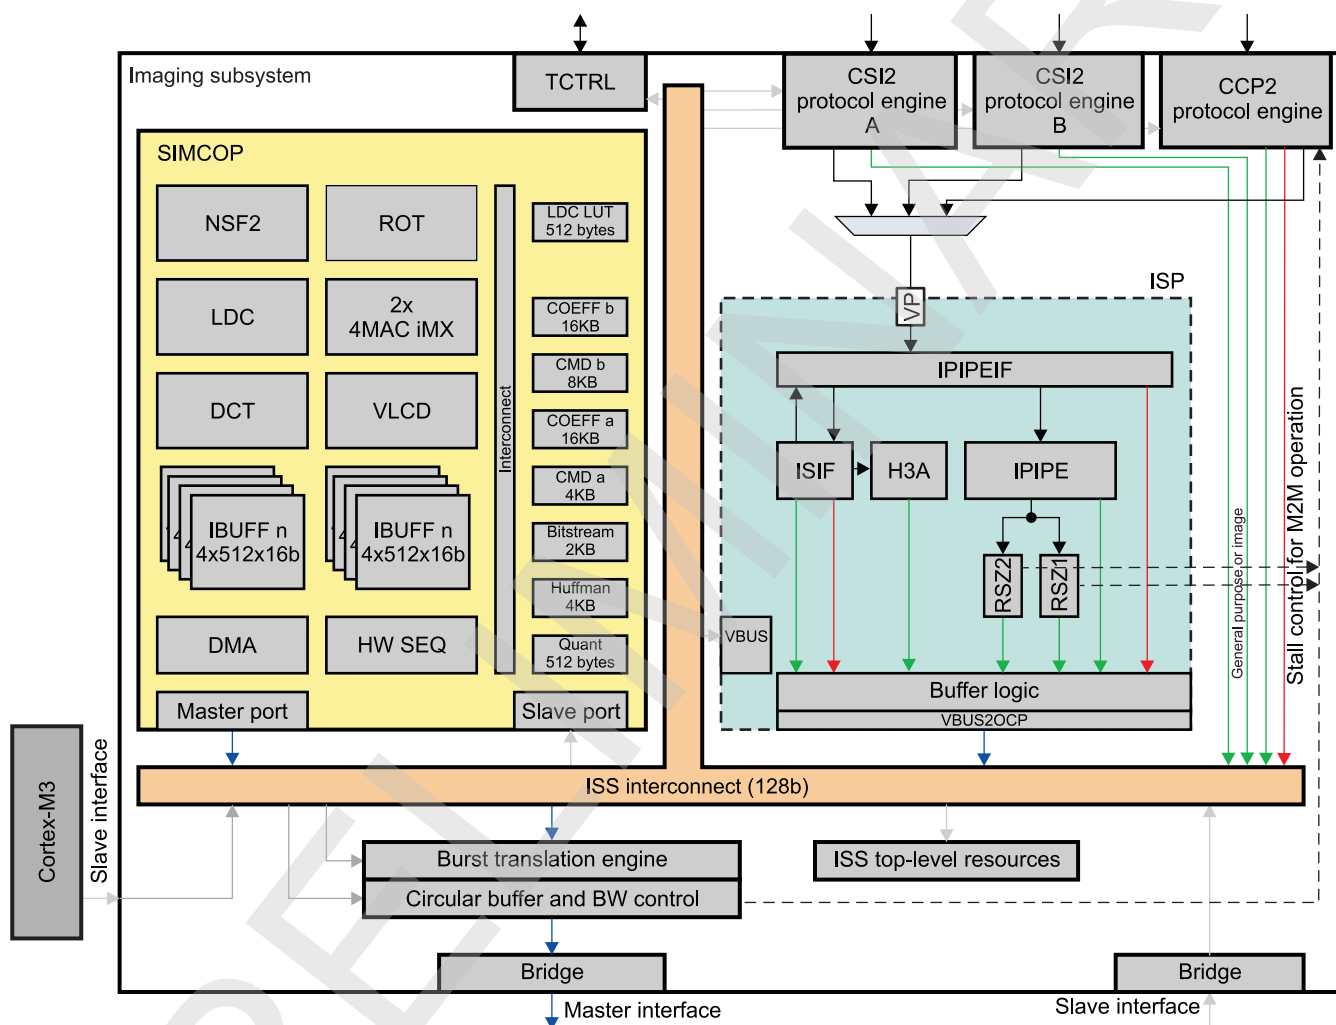 Imaging subsystem
TCTRL
CSI2
protocol engine
A
CSI2
protocol engine
B
CCP2
protocol engine
SIMCOP
NSF2
ROT
LDC
2x
4MAC iMX
DCT
VLCD
IBUFF n
4x512x16b
IBUFF n
4x512x16b
DMA
HW SEQ
Master port
Slave port
Interconnect
LDC LUT
512 bytes
COEFF b
16KB
CMD b
8KB
COEFF a
16KB
CMD a
4KB
Bitstream
2KB
Huffman
4KB
Quant
512 bytes
ISP
VP
IPIPEIF
ISIF
H3A
IPIPE
RSZ2
RSZ1
VBUS
Buffer logic
VBUS2OCP
General purpose or image
Stall control for M2M operation
Cortex-M3
Slave interface
ISS interconnect (128b)
Burst translation engine
Circular buffer and BW control
ISS top-level resources
Bridge
Master interface
Bridge
Slave interface
PRELIMINARY